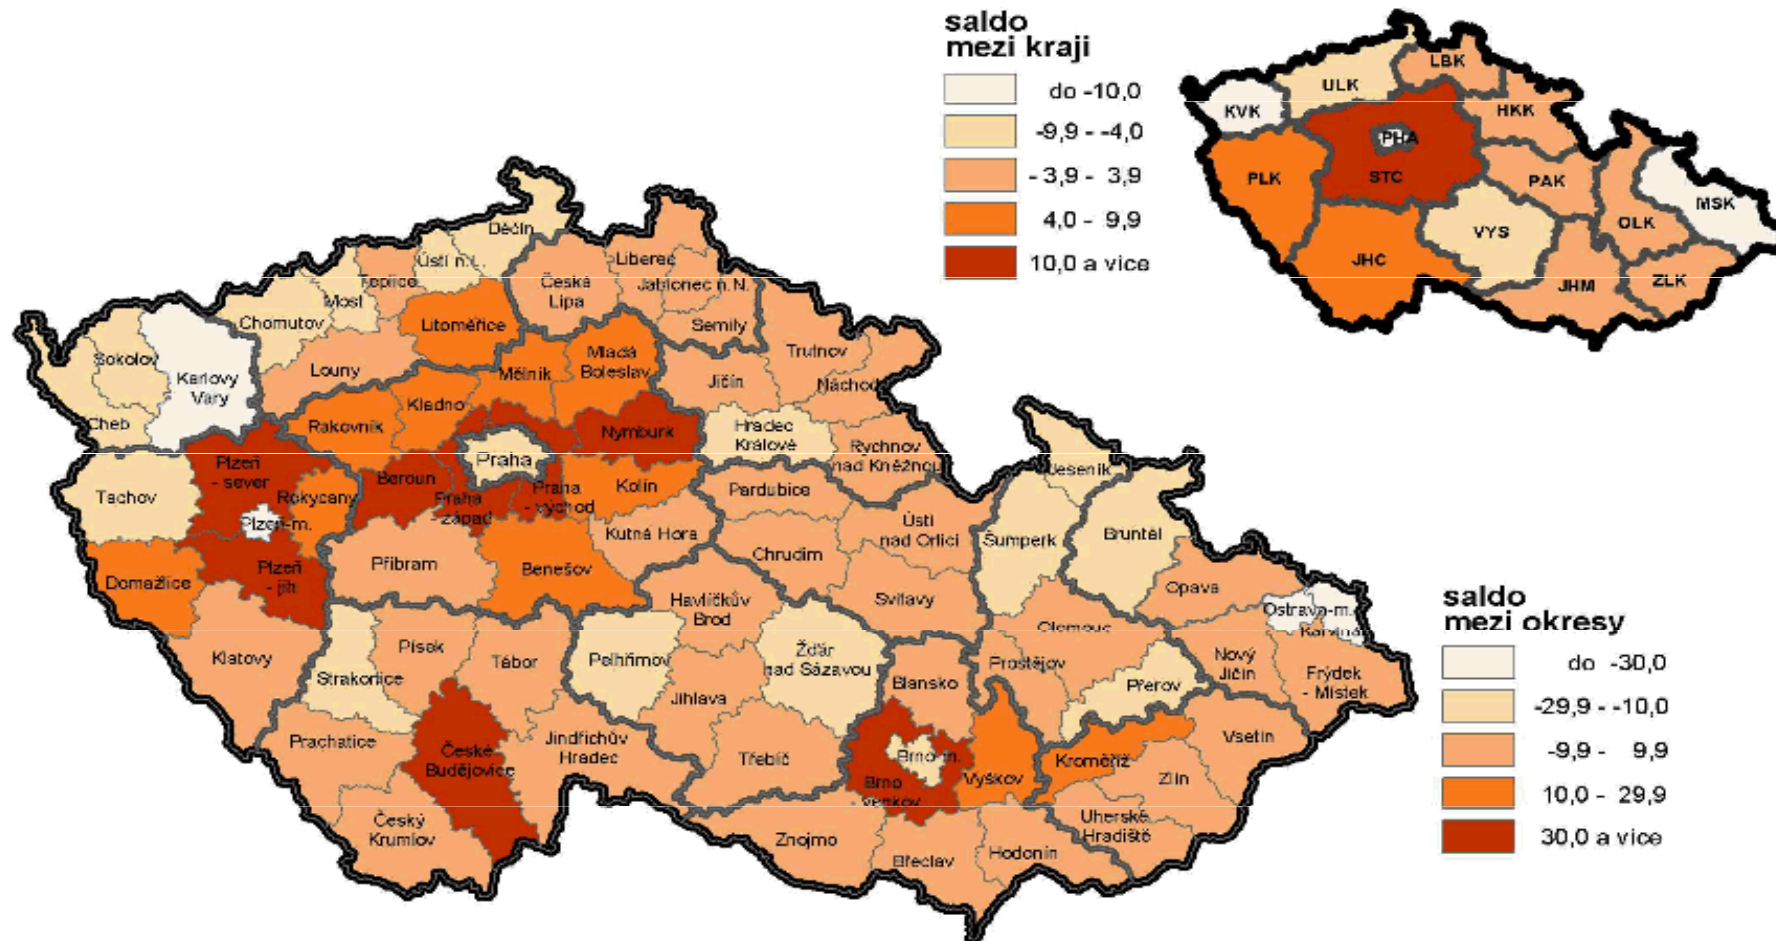 saldo
mezi kraji
do -10,0
-9,9 - -4,0
- 3,9 - 3,9
4,0 - 9,9
10,0 a více
LBK
ULK
KVK
HKK
PHA
PLK
STC
PAK
MSK
OLK
VYS
JHC
ZLK
JHM
Děčín
Ústí n.L.
Liberec
Teplice
Česká
Lípa
Jablonec n.N.
Most
Chomutov
Litoměřice
Semily
Sokolov
Mladá
Boleslav
Trutnov
Louny
Mělník
Karlovy
Vary
Jičín
Náchod
Kladno
Cheb
Rakovník
Nymburk
Hradec
Králové
Rychnov
nad Kněžnou
Praha
Plzeň
- sever
Jeseník
Beroun
Kolín
Pardubice
Tachov
Rokycany
Praha
- západ
Praha
- východ
Plzeň-m.
Ústí
nad Orlicí
Kutná Hora
Šumperk
Bruntál
Chrudim
Příbram
Benešov
Domažlice
Plzeň
- jih
Opava
Havlíčkův
Brod
Svitavy
Ostrava-m.
Karviná
Olomouc
Písek
Klatovy
Tábor
Pelhřimov
Žďár
nad Sázavou
Prostějov
Nový
Jičín
Frýdek
- Místek
Strakonice
Blansko
Přerov
Jihlava
Prachatice
České
Budějovice
Jindřichův
Hradec
Třebíč
Brno-m.
Vsetín
Kroměříž
Vyškov
Zlín
Brno
- venkov
Český
Krumlov
Uherské
Hradiště
Znojmo
Břeclav
Hodonín
saldo
mezi okresy
do -30,0
-29,9 - -10,0
-9,9 - 9,9
10,0 - 29,9
30,0 a více